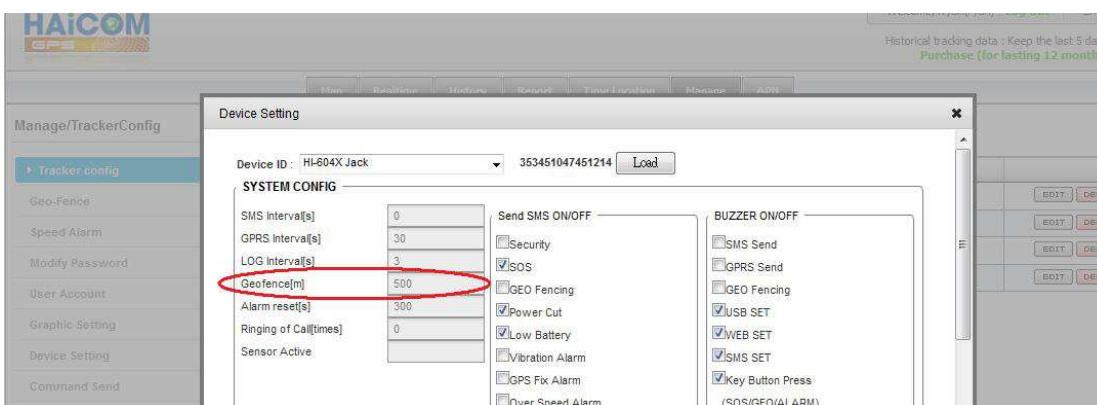 HAiCOM
GPS
Log out
Historical tracking data : Keep the last 5 da
Purchase (for lasting 12 month
Map Realtime History Report Time Location Manage APN
Manage/TrackerConfig
Tracker config
Geo-Fence
Speed Alarm
Modify Password
User Account
Graphic Setting
Device Setting
Command Send
Device Setting
Device ID : HI-604X Jack 353451047451214 Load
SYSTEM CONFIG
SMS Interval[s] 0
GPRS Interval[s] 30
LOG Interval[s] 3
Geofence[m] 500
Alarm reset[s] 300
Ringing of Call[times] 0
Sensor Active
Send SMS ON/OFF
Security
SOS
GEO Fencing
Power Cut
Low Battery
Vibration Alarm
GPS Fix Alarm
Over Speed Alarm
BUZZER ON/OFF
SMS Send
GPRS Send
GEO Fencing
USB SET
WEB SET
SMS SET
Key Button Press
(SOS/GEO/ALARM)
EDIT DE
EDIT DE
EDIT DE
EDIT DE